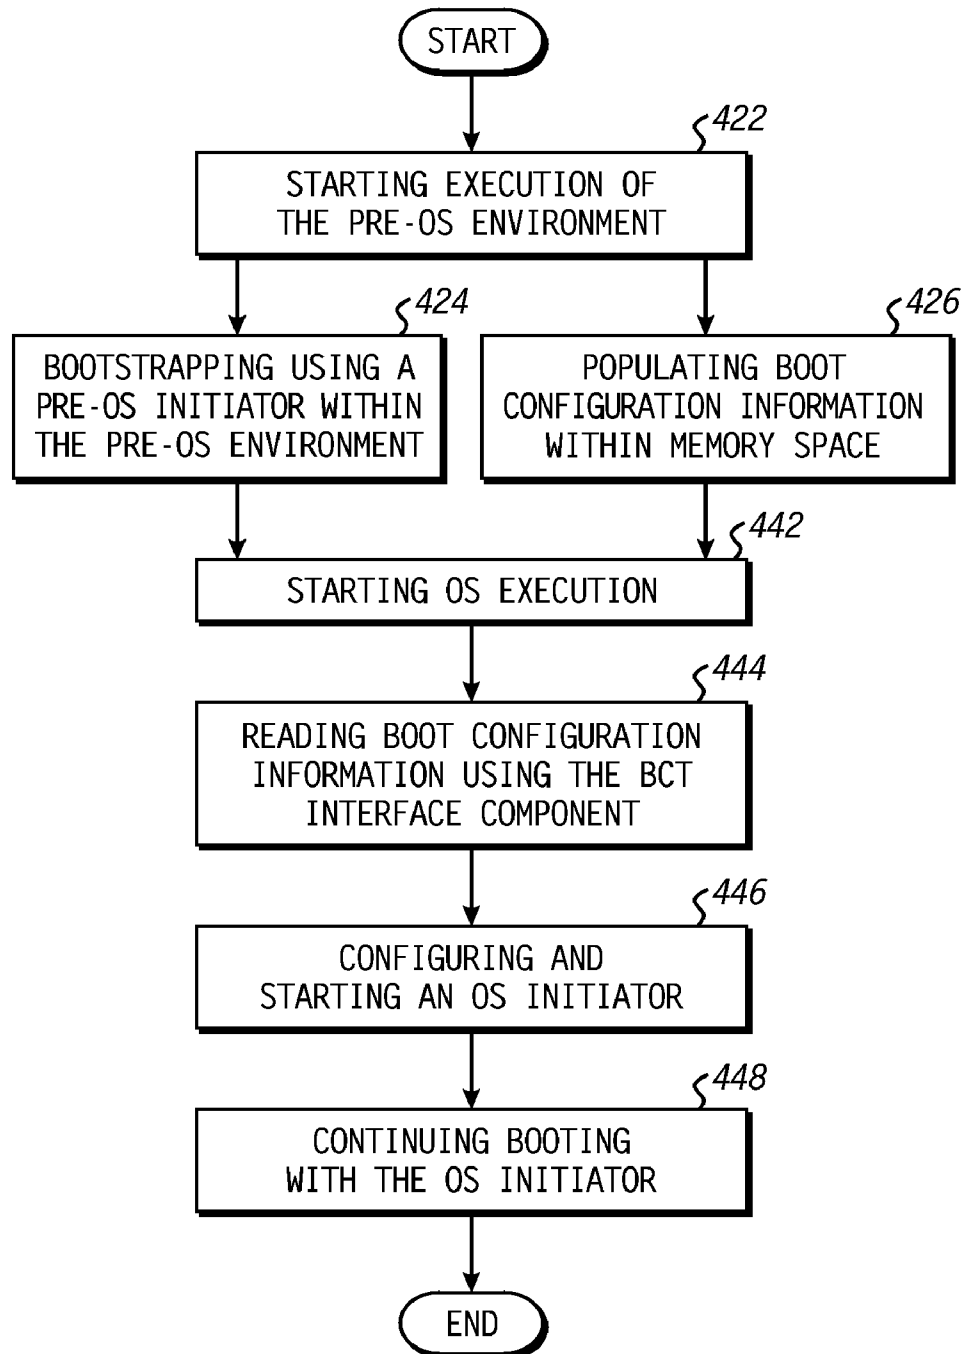 START
422
STARTING EXECUTION OF
THE PRE-OS ENVIRONMENT
424
BOOTSTRAPPING USING A
PRE-OS INITIATOR WITHIN
THE PRE-OS ENVIRONMENT
426
POPULATING BOOT
CONFIGURATION INFORMATION
WITHIN MEMORY SPACE
442
STARTING OS EXECUTION
444
READING BOOT CONFIGURATION
INFORMATION USING THE BCT
INTERFACE COMPONENT
446
CONFIGURING AND
STARTING AN OS INITIATOR
448
CONTINUING BOOTING
WITH THE OS INITIATOR
END